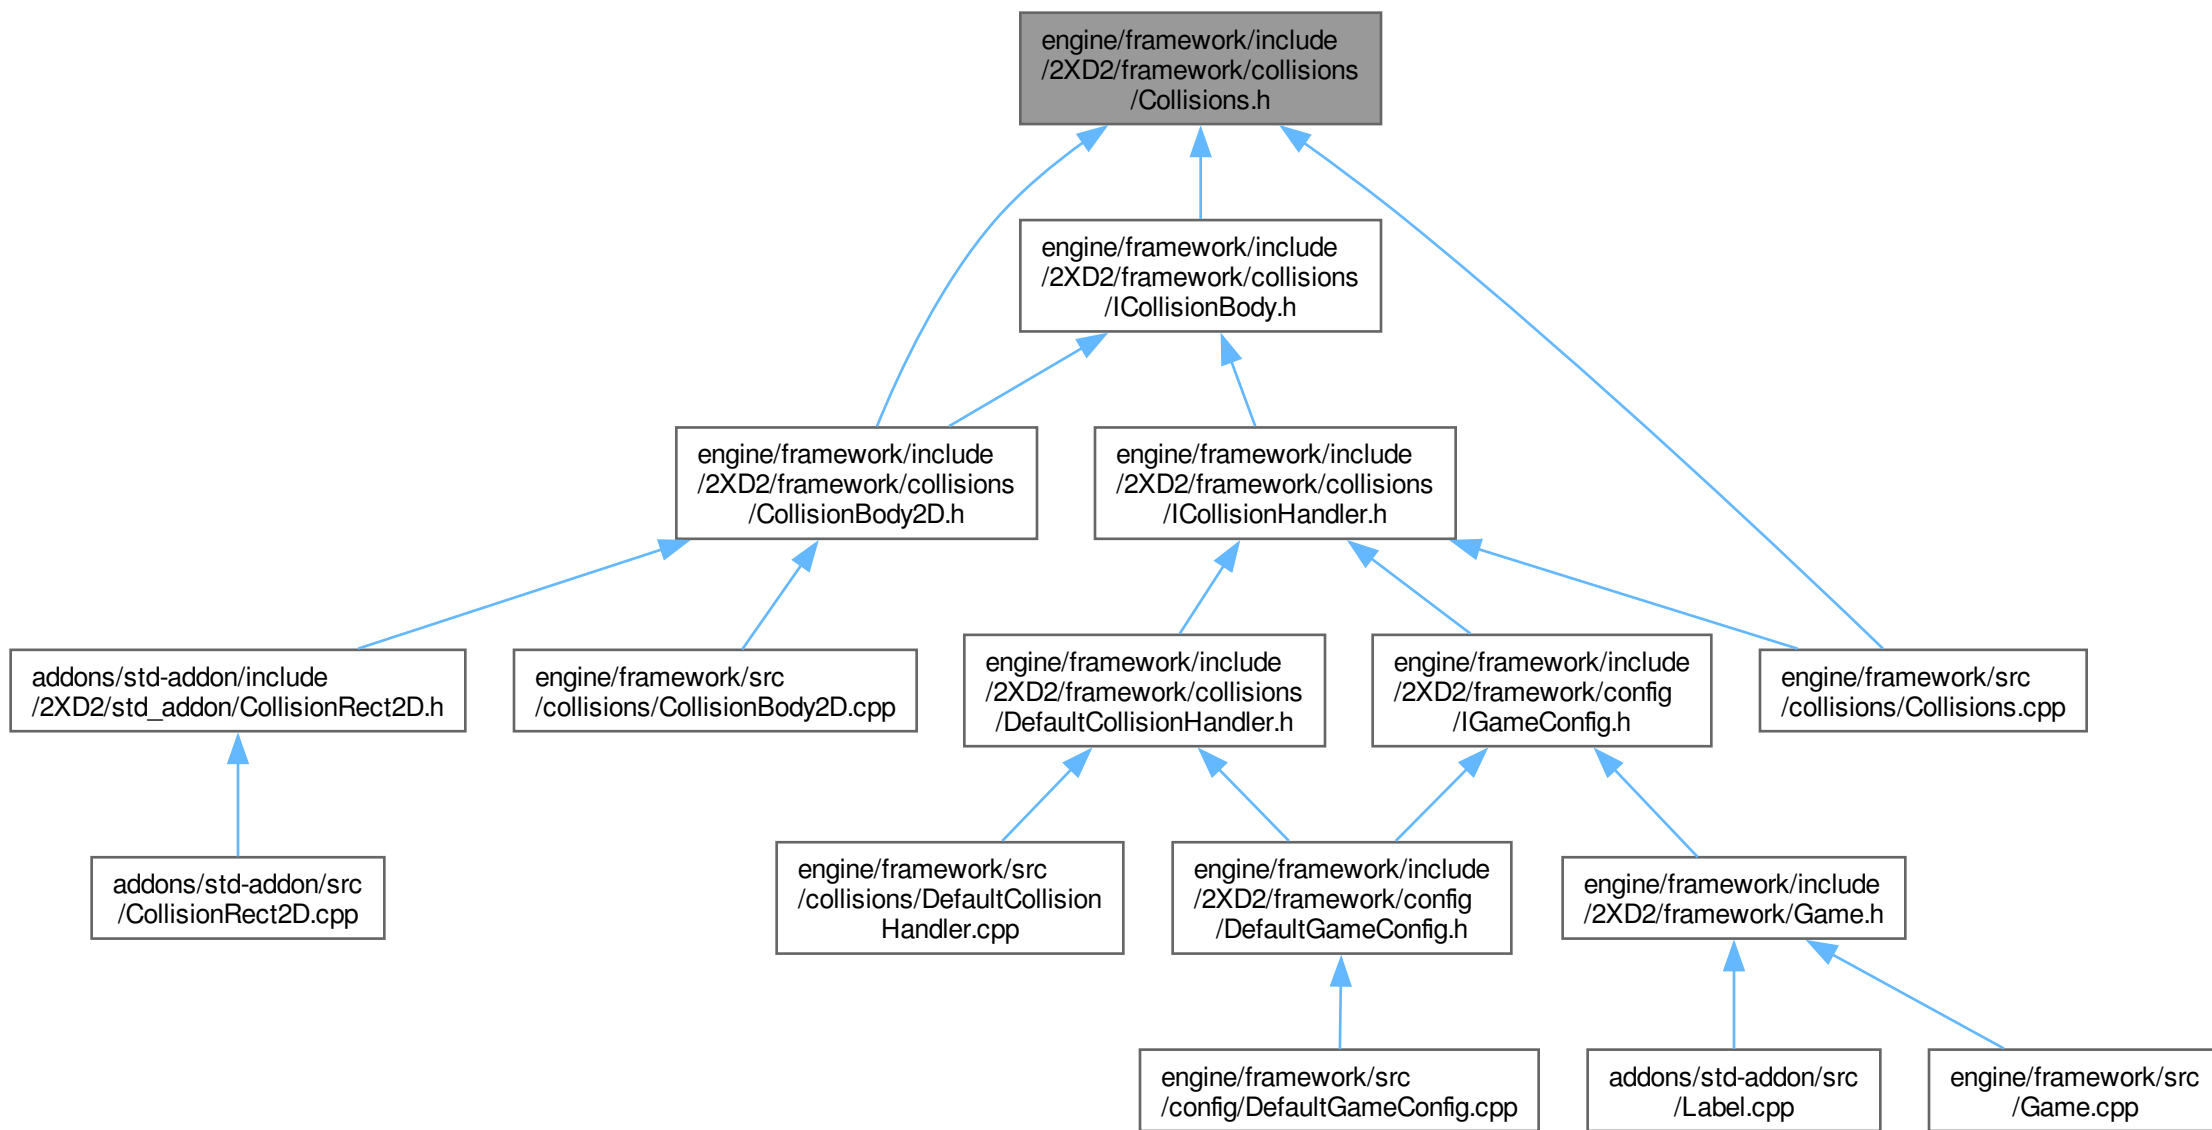 engine/framework/include
/2XD2/framework/collisions
/Collisions.h
engine/framework/include
/2XD2/framework/collisions
/ICollisionBody.h
engine/framework/include
/2XD2/framework/collisions
/CollisionBody2D.h
engine/framework/include
/2XD2/framework/collisions
/ICollisionHandler.h
addons/std-addon/include
/2XD2/std_addon/CollisionRect2D.h
engine/framework/src
/collisions/CollisionBody2D.cpp
engine/framework/include
/2XD2/framework/collisions
/DefaultCollisionHandler.h
engine/framework/include
/2XD2/framework/config
/IGameConfig.h
engine/framework/src
/collisions/Collisions.cpp
addons/std-addon/src
/CollisionRect2D.cpp
engine/framework/src
/collisions/DefaultCollision
Handler.cpp
engine/framework/include
/2XD2/framework/config
/DefaultGameConfig.h
engine/framework/include
/2XD2/framework/Game.h
engine/framework/src
/config/DefaultGameConfig.cpp
addons/std-addon/src
/Label.cpp
engine/framework/src
/Game.cpp